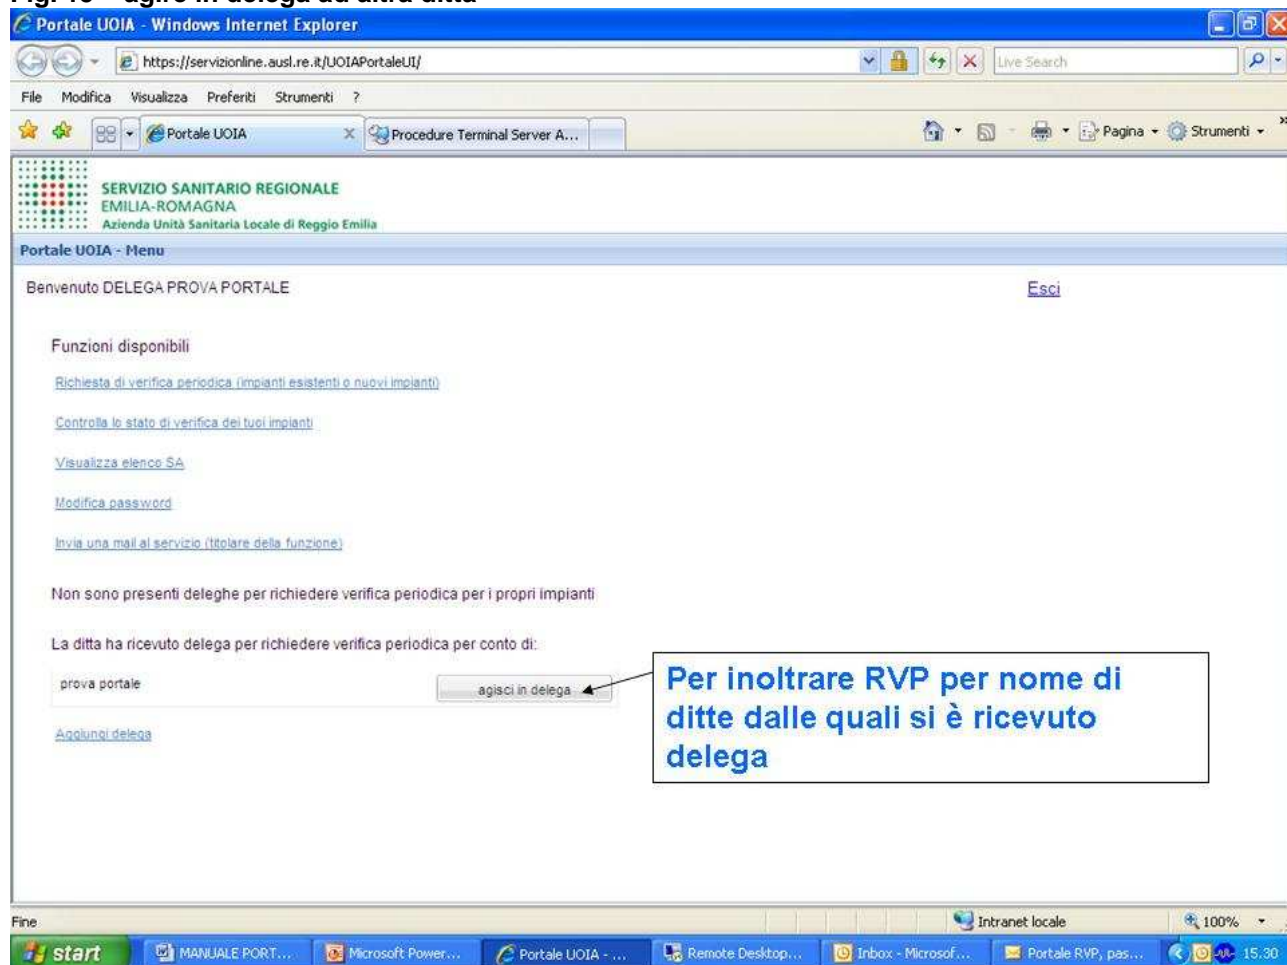 Portale UOIA - Windows Internet Explorer
https://servizionline.ausl.re.it/UOIAPortaleUI/
Live Search
File Modifica Visualizza Preferiti Strumenti ?
Portale UOIA
Procedure Terminal Server A...
Pagina
Strumenti
SERVIZIO SANITARIO REGIONALE
EMILIA-ROMAGNA
Azienda Unità Sanitaria Locale di Reggio Emilia
Portale UOIA - Menu
Benvenuto DELEGA PROVA PORTALE
Esci
Funzioni disponibili
Richiesta di verifica periodica (impianti esistenti o nuovi impianti)
Controlla lo stato di verifica dei tuoi impianti
Visualizza elenco SA
Modifica password
Invia una mail al servizio (titolare della funzione)
Non sono presenti deleghe per richiedere verifica periodica per i propri impianti
La ditta ha ricevuto delega per richiedere verifica periodica per conto di:
prova portale
agisci in delega
Per inoltrare RVP per nome di
ditte dalle quali si è ricevuto
delega
Aggiungi delega
Fine
Intranet locale
100%
start
MANUALE PORT...
Microsoft Power...
Portale UOIA - ...
Remote Desktop...
Inbox - Microsof...
Portale RVP, pas...
15.30